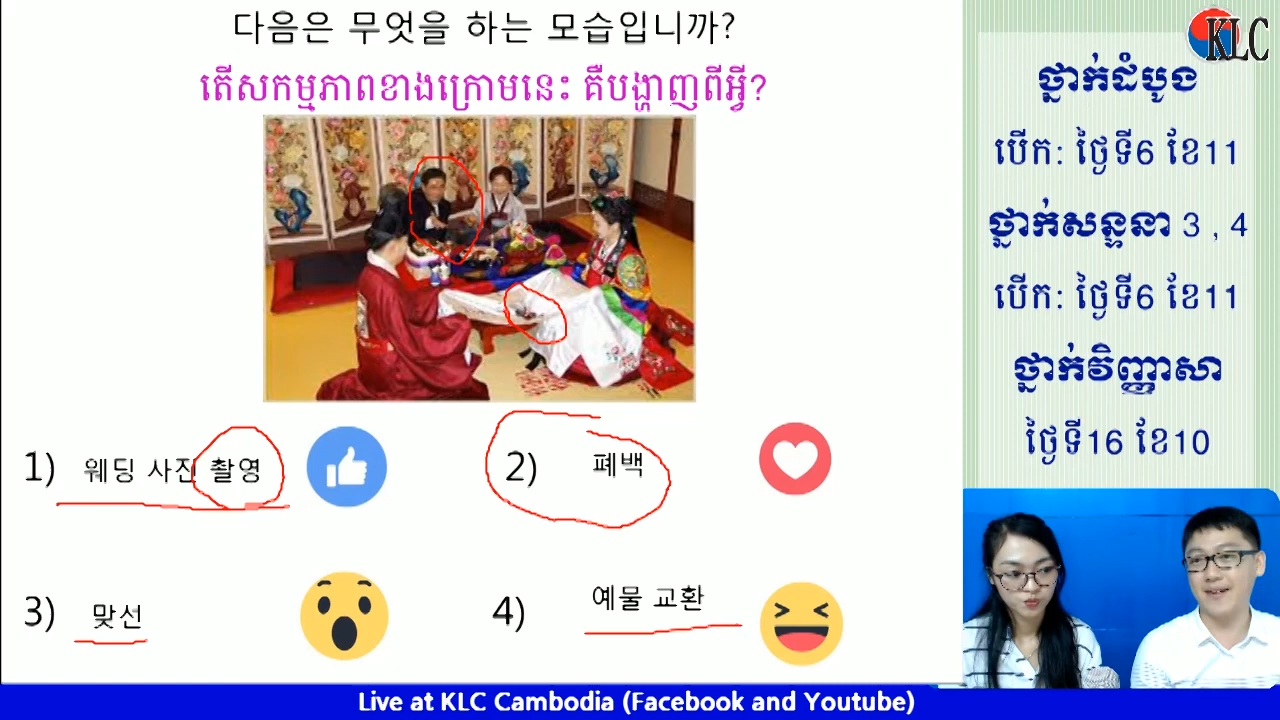 다음은 무엇을 하는 모습입니까?
តើសកម្មភាពខាងក្រោមនេះ គឺបង្ហាញពីអ្វី?
1) 웨딩 사진 촬영
2) 폐백
3) 맞선
4) 예물 교환
KLC
ថ្នាក់ដំបូង
បើក: ថ្ងៃទី6 ខែ11
ថ្នាក់សន្ទនា 3 , 4
បើក: ថ្ងៃទី6 ខែ11
ថ្នាក់វិញ្ញាសា
ថ្ងៃទី16 ខែ10
Live at KLC Cambodia (Facebook and Youtube)